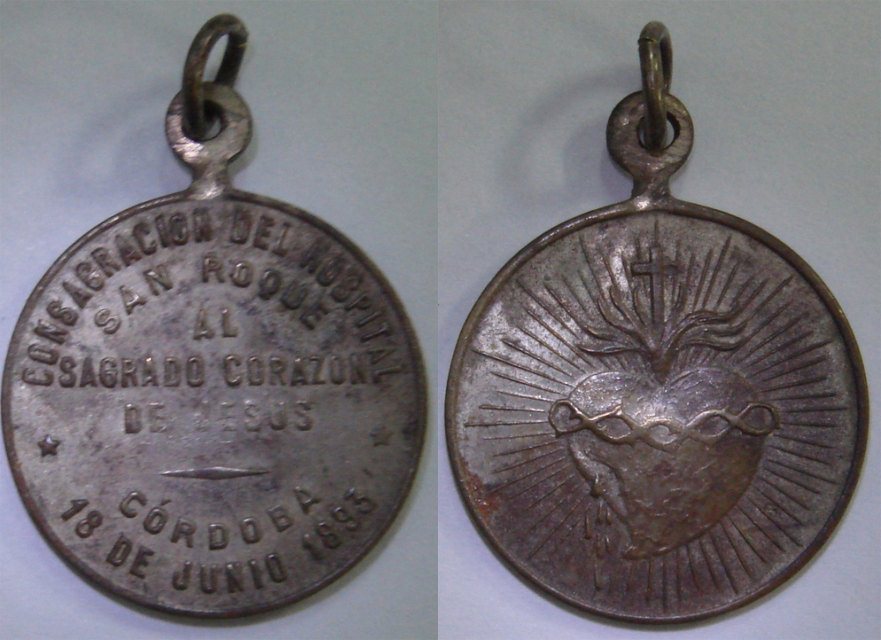 CONSAGRACION DEL HOSPITAL
SAN ROQUE
AL
SAGRADO CORAZON
DE JESUS
CÓRDOBA
18 DE JUNIO 1893